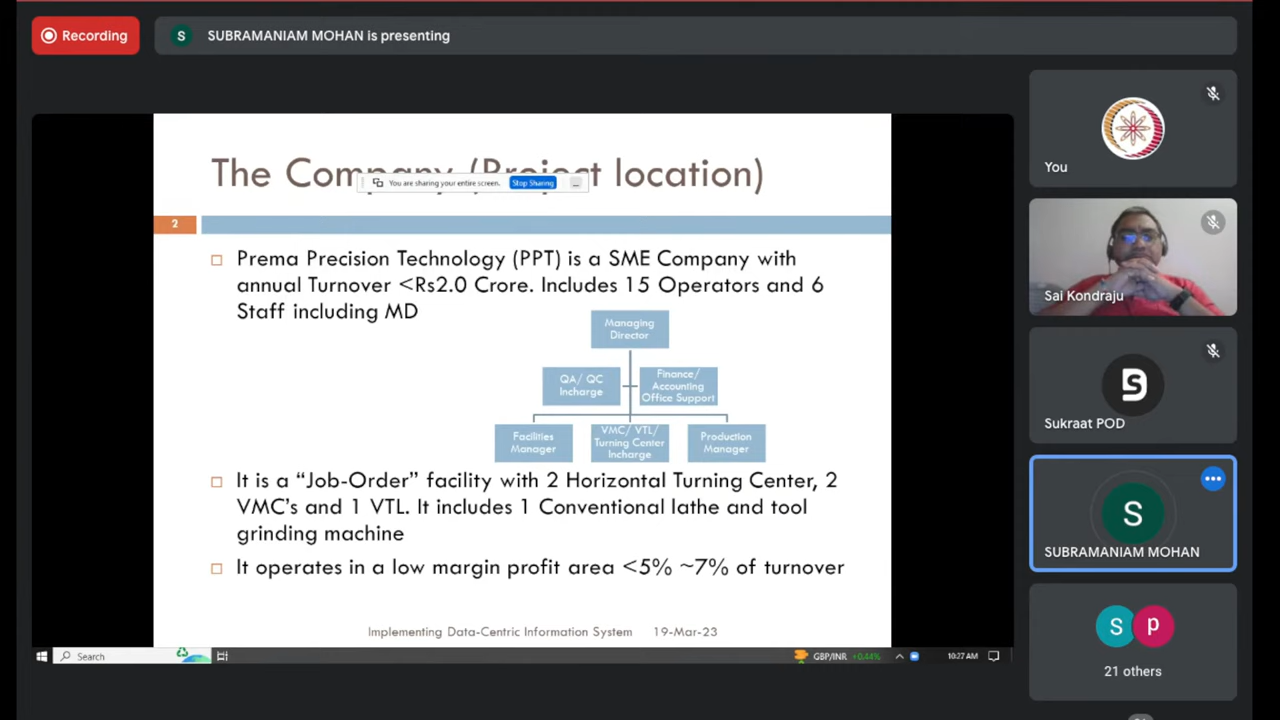 Recording
S
SUBRAMANIAM MOHAN is presenting
The Company (Project location)
You are sharing your entire screen.
Stop Sharing
2
Prema Precision Technology (PPT) is a SME Company with
annual Turnover <Rs2.0 Crore. Includes 15 Operators and 6
Staff including MD
Managing
Director
QA/ QC
Incharge
Finance/
Accounting
Office Support
Facilities
Manager
VMC/ VTL/
Turning Center
Incharge
Production
Manager
It is a “Job-Order” facility with 2 Horizontal Turning Center, 2
VMC’s and 1 VTL. It includes 1 Conventional lathe and tool
grinding machine
It operates in a low margin profit area <5% ~7% of turnover
Implementing Data-Centric Information System 19-Mar-23
Search
GBP/INR +0.44%
10:27 AM
You
Sai Kondraju
Sukraat POD
S
SUBRAMANIAM MOHAN
S p
21 others